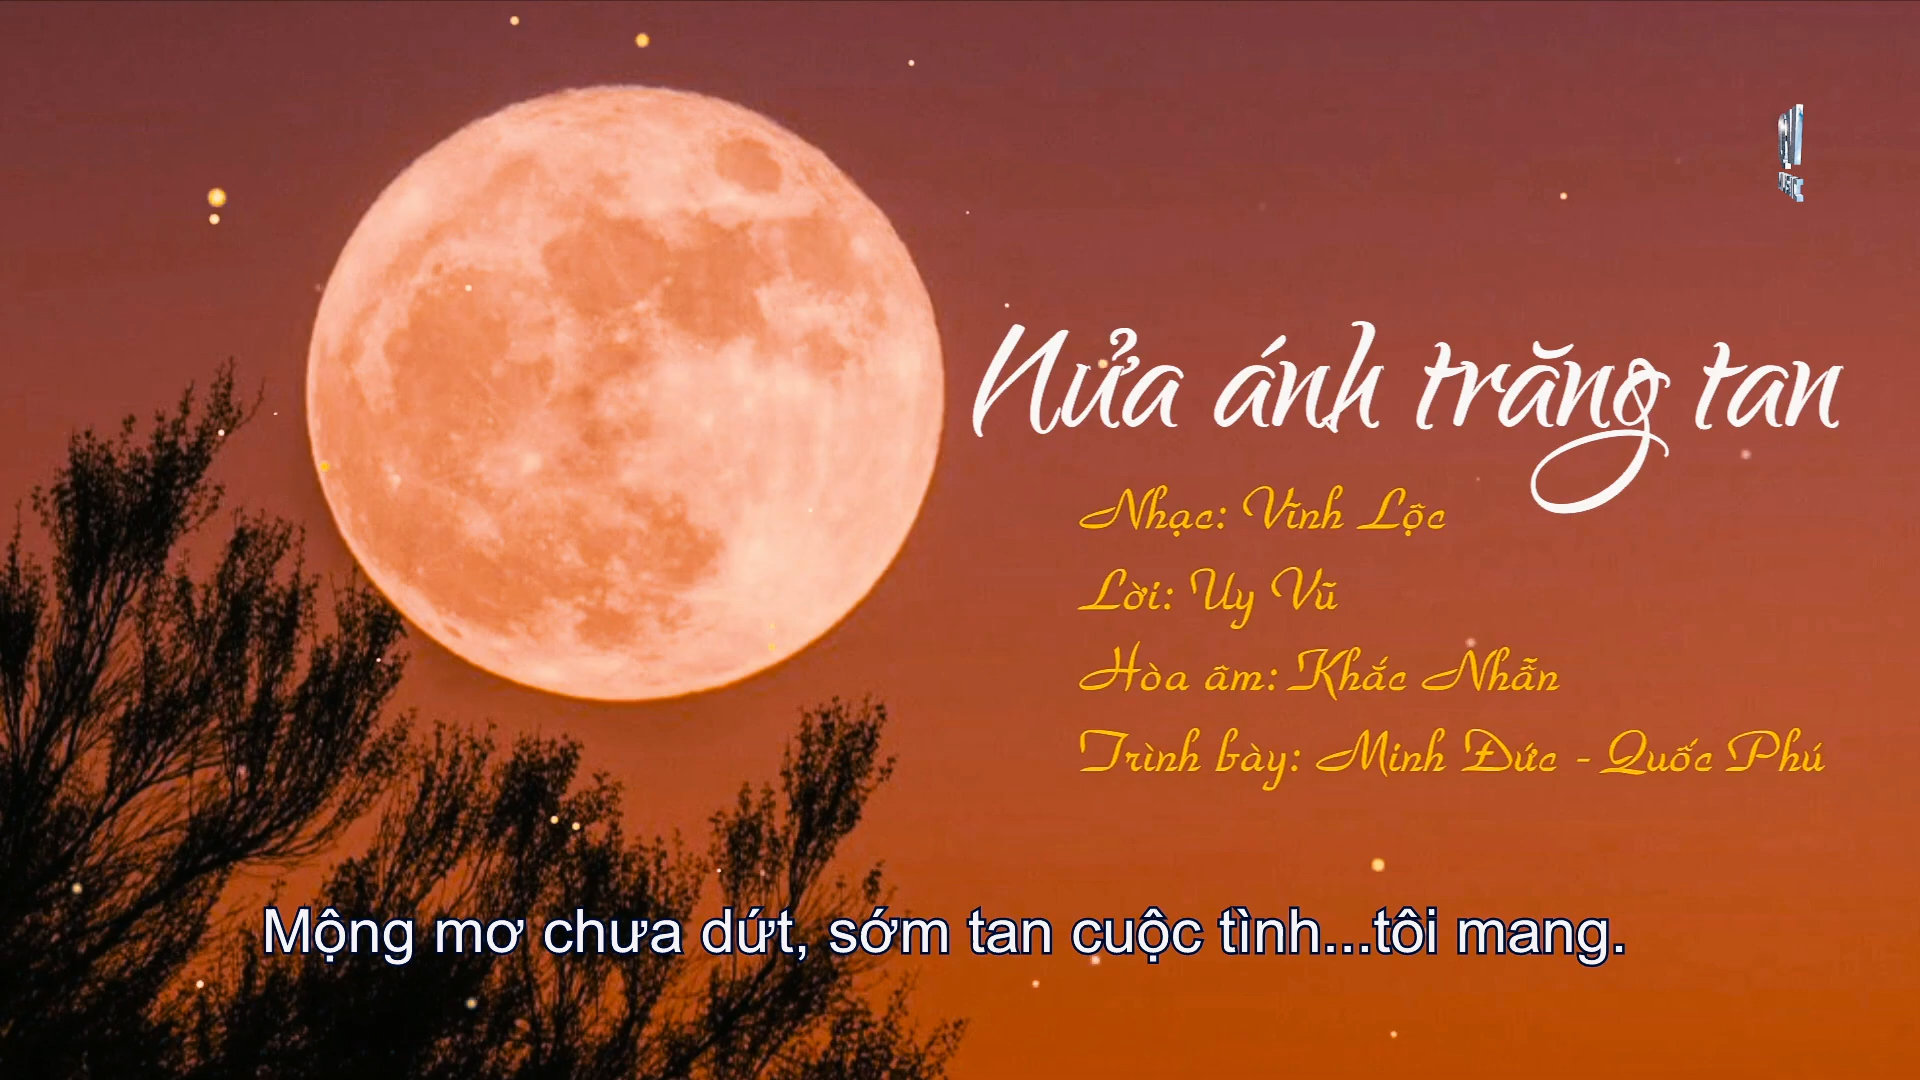 Nửa ánh trăng tan
Nhạc: Vĩnh Lộc
Lời: Uy Vũ
Hòa âm: Khắc Nhẫn
Trình bày: Minh Đức - Quốc Phú
Mộng mơ chưa dứt, sớm tan cuộc tình...tôi mang.